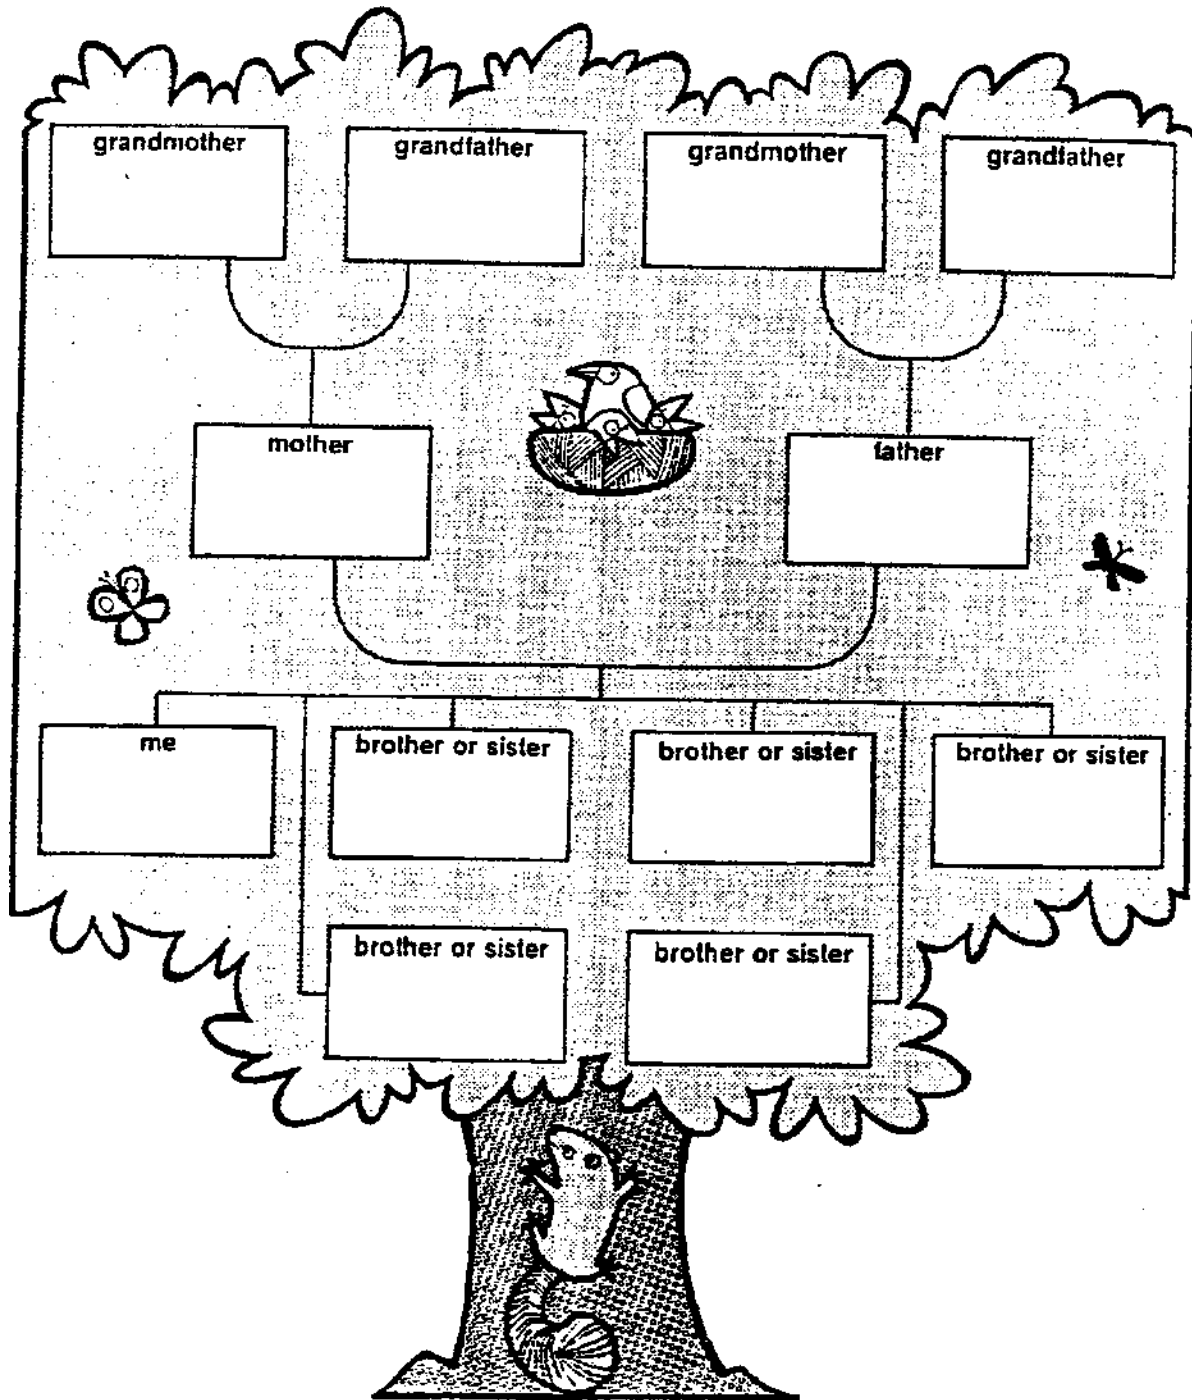 grandmother
grandfather
grandmother
grandfather
mother
father
me
brother or sister
brother or sister
brother or sister
brother or sister
brother or sister